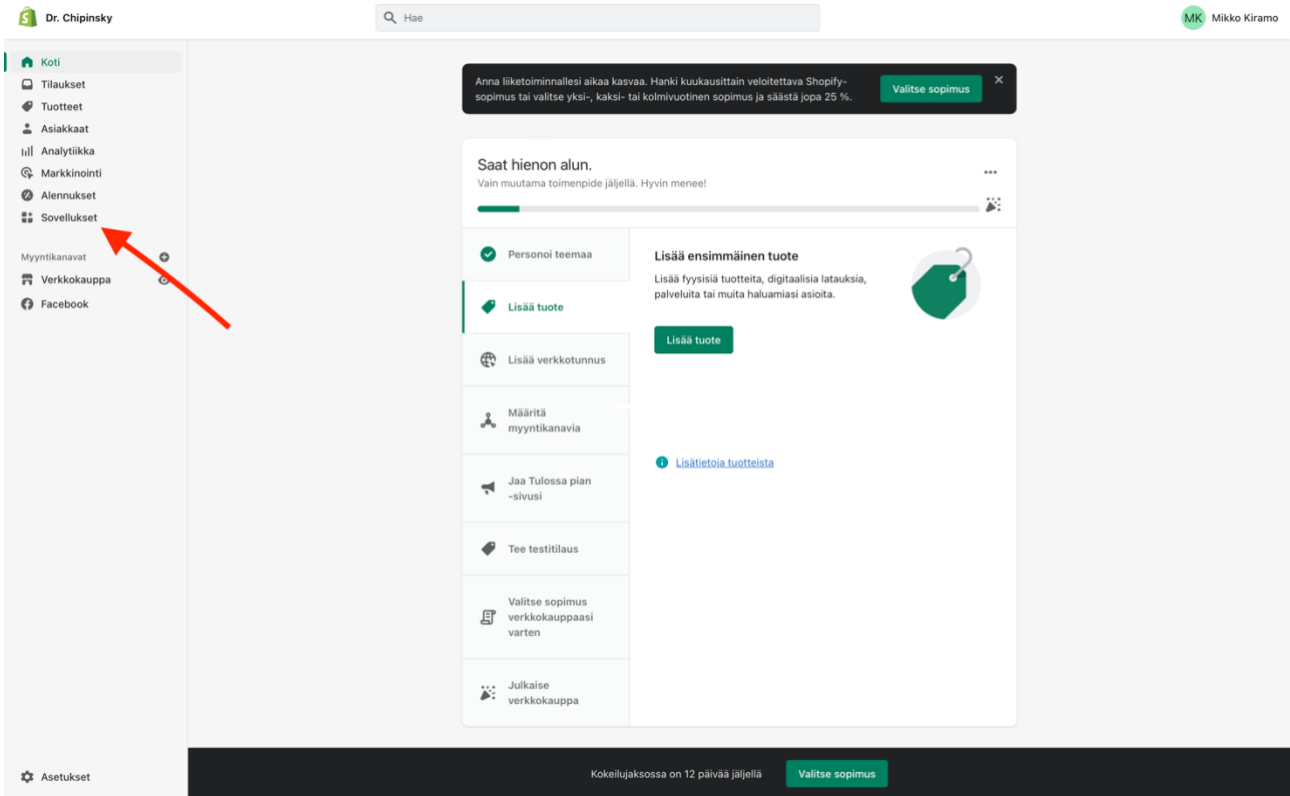 Dr. Chipinsky
Hae
MK
Mikko Kiramo
Koti
Tilaukset
Tuotteet
Asiakkaat
Analytiikka
Markkinointi
Alennukset
Sovellukset
Myyntikanavat
Verkkokauppa
Facebook
Asetukset
Anna liiketoiminnallesi aikaa kasvaa. Hanki kuukausittain veloitettava Shopify-
sopimus tai valitse yksi-, kaksi- tai kolmivuotinen sopimus ja säästä jopa 25 %.
Valitse sopimus
Saat hienon alun.
Vain muutama toimenpide jäljellä. Hyvin menee!
Personoi teemaa
Lisää tuote
Lisää verkkotunnus
Määritä
myyntikanavia
Jaa Tulossa pian
-sivusi
Tee testitilaus
Valitse sopimus
verkkokauppaasi
varten
Julkaise
verkkokauppa
Lisää ensimmäinen tuote
Lisää fyysisiä tuotteita, digitaalisia latauksia,
palveluita tai muita haluamiasi asioita.
Lisää tuote
Lisätietoja tuotteista
Kokeilujaksossa on 12 päivää jäljellä
Valitse sopimus